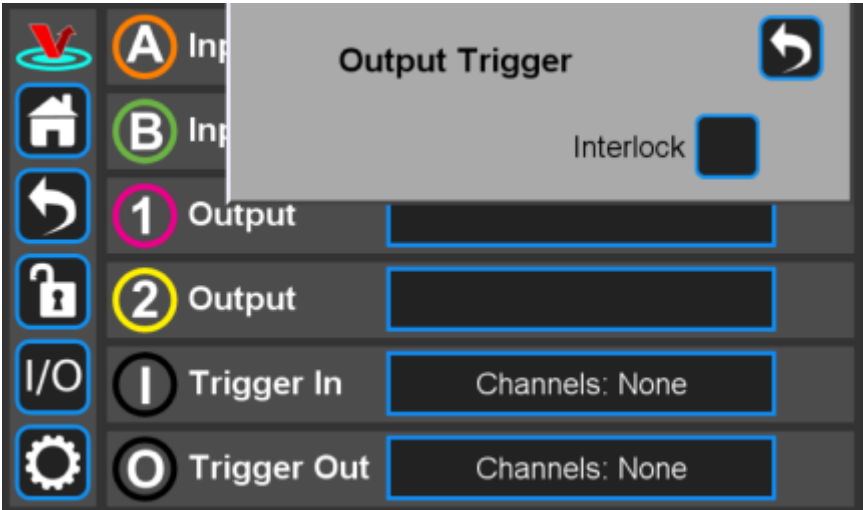 A Inp
Output Trigger
B Inp
Interlock
1 Output
2 Output
I/O
I Trigger In Channels: None
O Trigger Out Channels: None